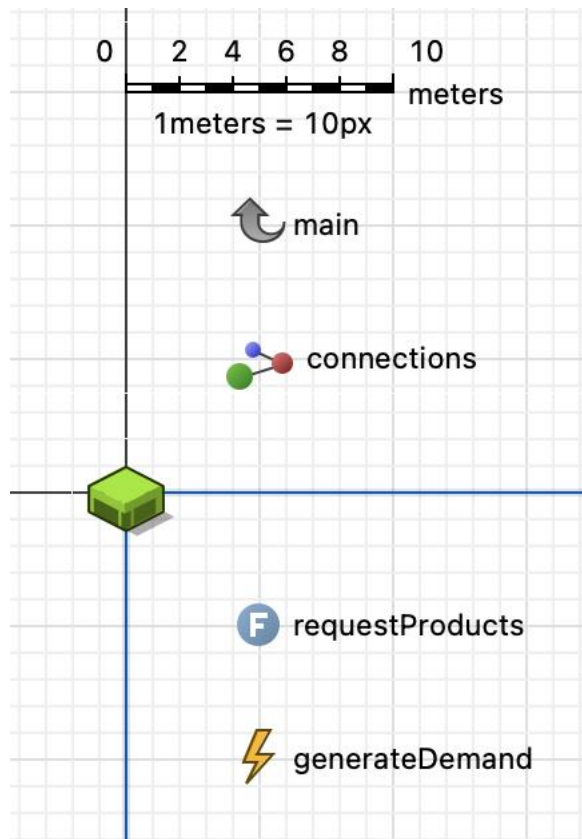 0 2 4 6 8 10
meters
1meters = 10px
main
connections
F requestProducts
generateDemand